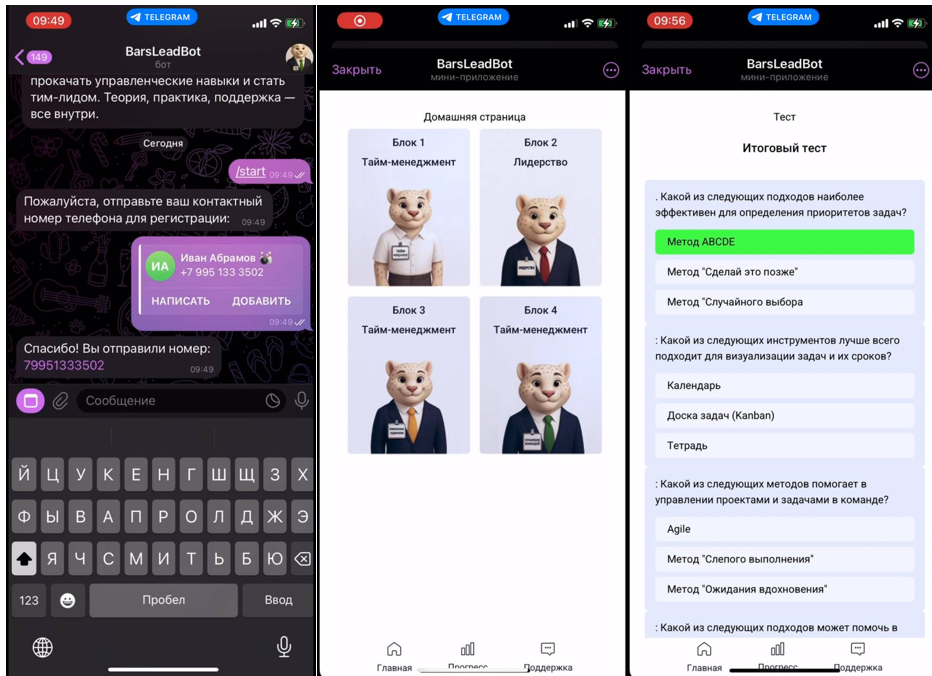 09:49
TELEGRAM
149
BarsLeadBot
бот
прокачать управленческие навыки и стать
тим-лидом. Теория, практика, поддержка —
все внутри.
Сегодня
/start 09:49
Пожалуйста, отправьте ваш контактный
номер телефона для регистрации: 09:49
ИА
Иван Абрамов
+7 995 133 3502
НАПИСАТЬ ДОБАВИТЬ
09:49
Спасибо! Вы отправили номер:
79951333502 09:49
Сообщение
Й Ц У К Е Н Г Ш Щ З Х
Ф Ы В А П Р О Л Д Ж Э
Я Ч С М И Т Ь Б Ю
123 Пробел Ввод
TELEGRAM
Закрыть
BarsLeadBot
мини-приложение
Домашняя страница
Блок 1
Тайм-менеджмент
Блок 2
Лидерство
ЛИДЕРСТВО
Блок 3
Тайм-менеджмент
Блок 4
Тайм-менеджмент
Главная Прогресс Поддержка
09:56
TELEGRAM
Закрыть
BarsLeadBot
мини-приложение
Тест
Итоговый тест
. Какой из следующих подходов наиболее
эффективен для определения приоритетов задач?
Метод ABCDE
Метод "Сделай это позже"
Метод "Случайного выбора
: Какой из следующих инструментов лучше всего
подходит для визуализации задач и их сроков?
Календарь
Доска задач (Kanban)
Тетрадь
: Какой из следующих методов помогает в
управлении проектами и задачами в команде?
Agile
Метод "Слепого выполнения"
Метод "Ожидания вдохновения"
: Какой из следующих подходов может помочь в
Главная Прогресс Поддержка